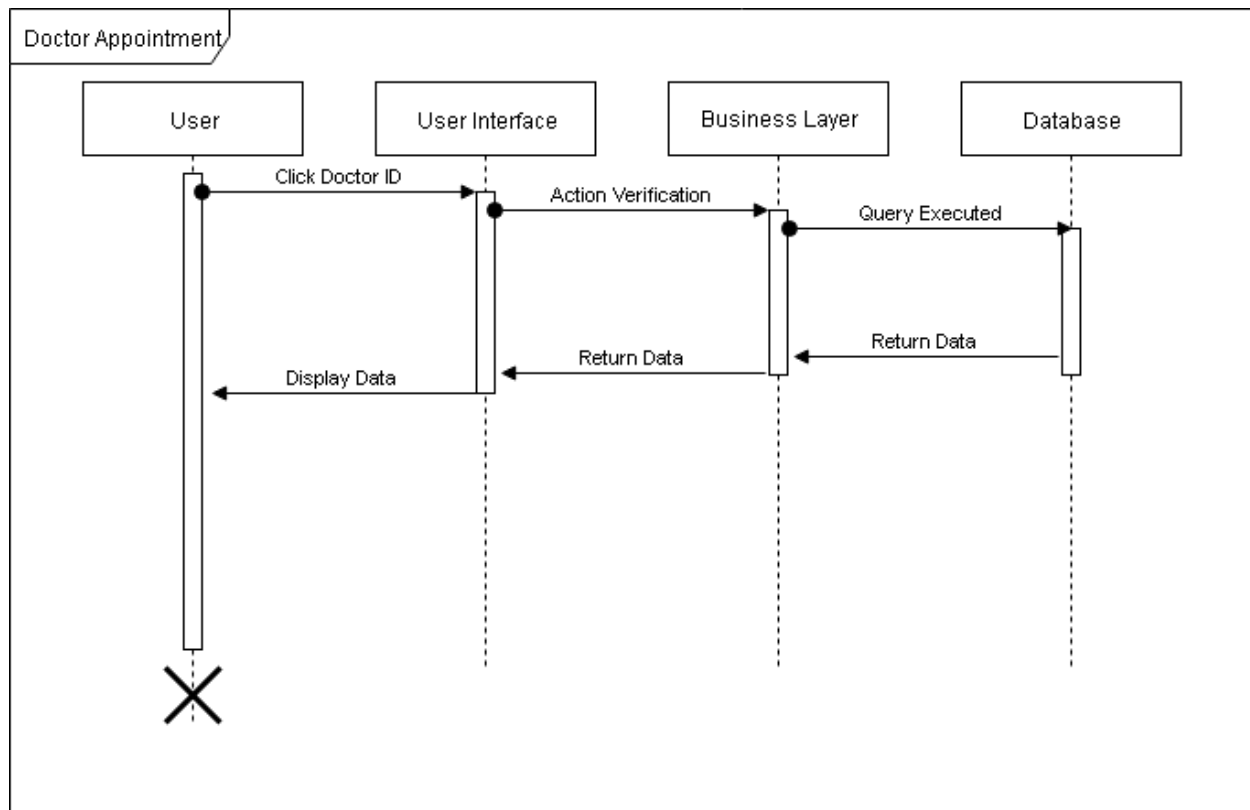 Doctor Appointment
User
User Interface
Business Layer
Database
Click Doctor ID
Action Verification
Query Executed
Return Data
Return Data
Display Data